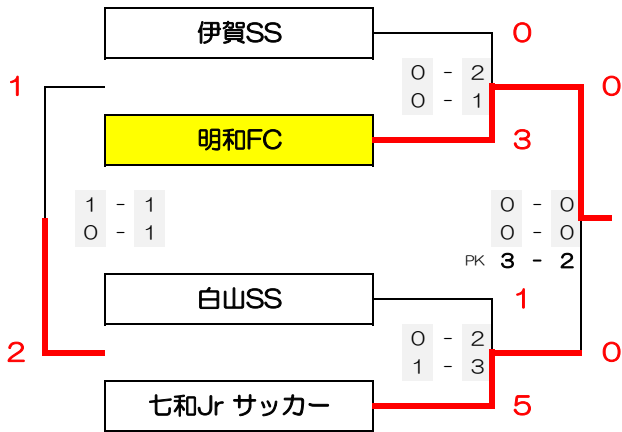 伊賀SS 0
0 - 2
1 0
0 - 1
明和FC 3
1 - 1 0 - 0
0 - 1 0 - 0
PK 3 - 2
白山SS 1
0 - 2
2 0
1 - 3
七和Jr サッカー 5